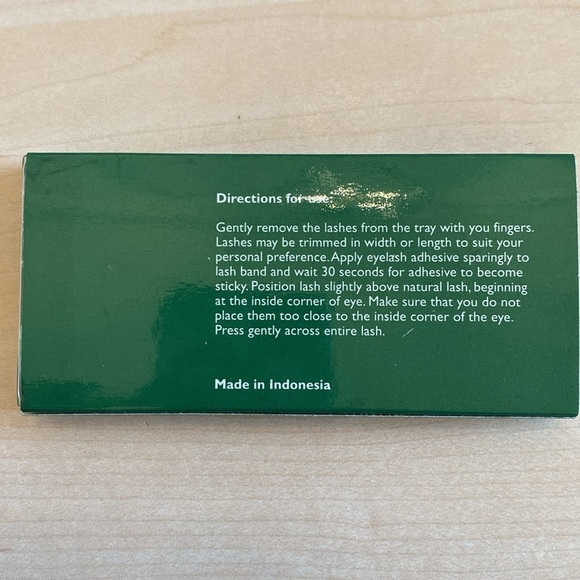 Directions for use:
Gently remove the lashes from the tray with you fingers.
Lashes may be trimmed in width or length to suit your
personal preference. Apply eyelash adhesive sparingly to
lash band and wait 30 seconds for adhesive to become
sticky. Position lash slightly above natural lash, beginning
at the inside corner of eye. Make sure that you do not
place them too close to the inside corner of the eye.
Press gently across entire lash.
Made in Indonesia